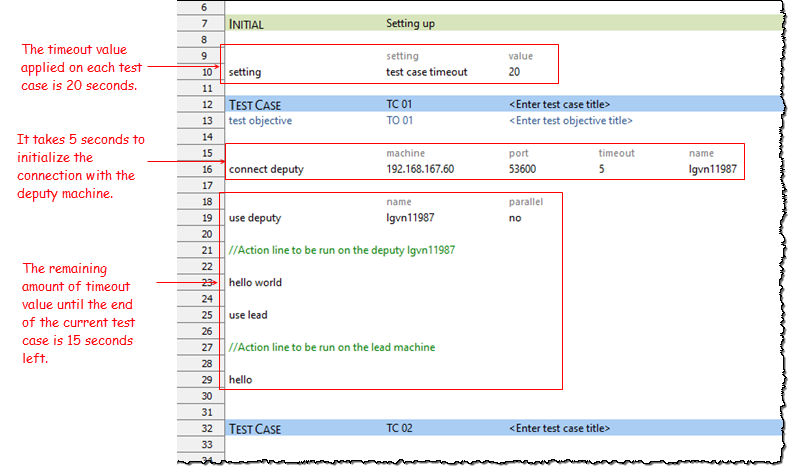 6
7 INITIAL Setting up
8
The timeout value
applied on each test
case is 20 seconds.
9 setting value
10 setting test case timeout 20
11
12 TEST CASE TC 01 <Enter test case title>
13 test objective TO 01 <Enter test objective title>
14
It takes 5 seconds to
initialize the
connection with the
deputy machine.
15 machine port timeout name
16 connect deputy 192.168.167.60 53600 5 lgvn11987
17
18 name parallel
19 use deputy lgvn11987 no
20
21 //Action line to be run on the deputy lgvn11987
22
The remaining
amount of timeout
value until the end
of the current test
case is 15 seconds
left.
23 hello world
24
25 use lead
26
27 //Action line to be run on the lead machine
28
29 hello
30
31
32 TEST CASE TC 02 <Enter test case title>
33